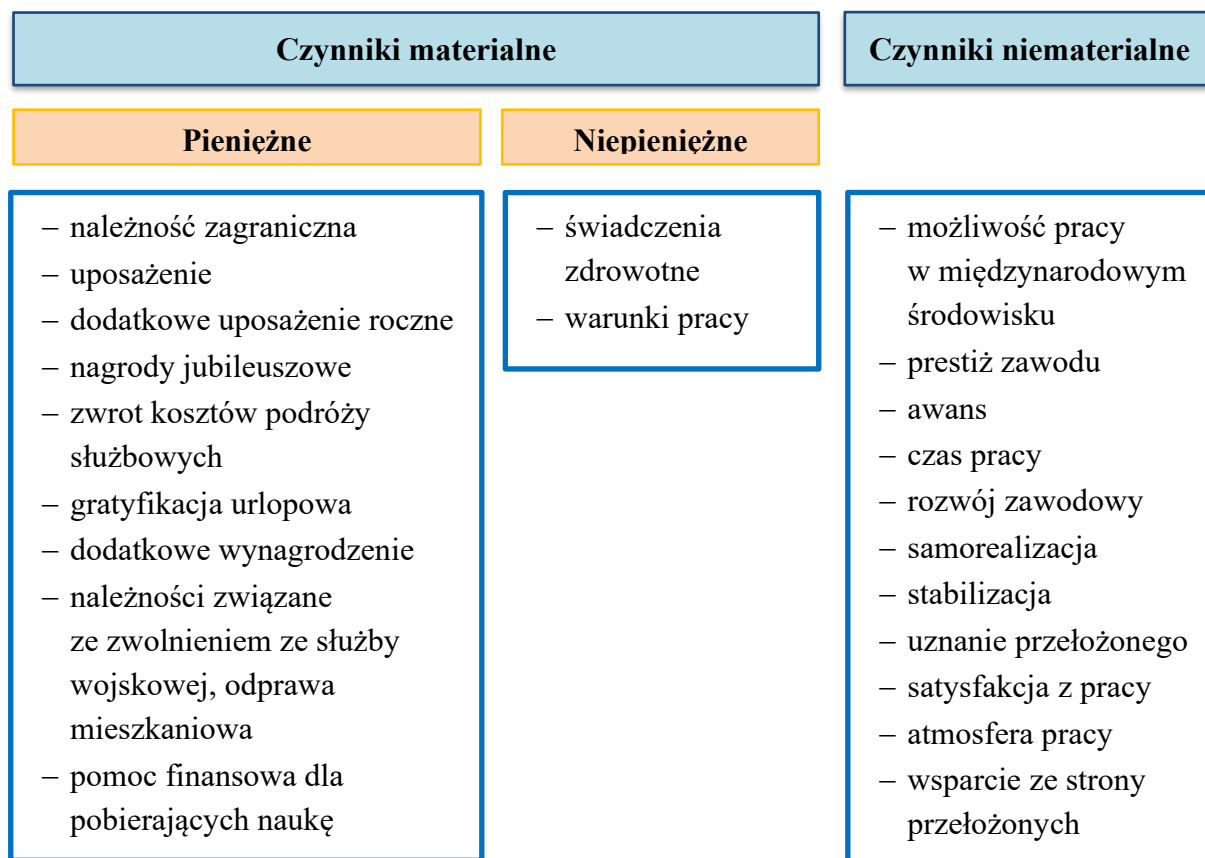 Czynniki materialne
Czynniki niematerialne
Pieniężne
Niepieniężne
– należność zagraniczna
– uposażenie
– dodatkowe uposażenie roczne
– nagrody jubileuszowe
– zwrot kosztów podróży
służbowych
– gratyfikacja urlopowa
– dodatkowe wynagrodzenie
– należności związane
ze zwolnieniem ze służby
wojskowej, odprawa
mieszkaniowa
– pomoc finansowa dla
pobierających naukę
– świadczenia
zdrowotne
– warunki pracy
– możliwość pracy
w międzynarodowym
środowisku
– prestiż zawodu
– awans
– czas pracy
– rozwój zawodowy
– samorealizacja
– stabilizacja
– uznanie przełożonego
– satysfakcja z pracy
– atmosfera pracy
– wsparcie ze strony
przełożonych